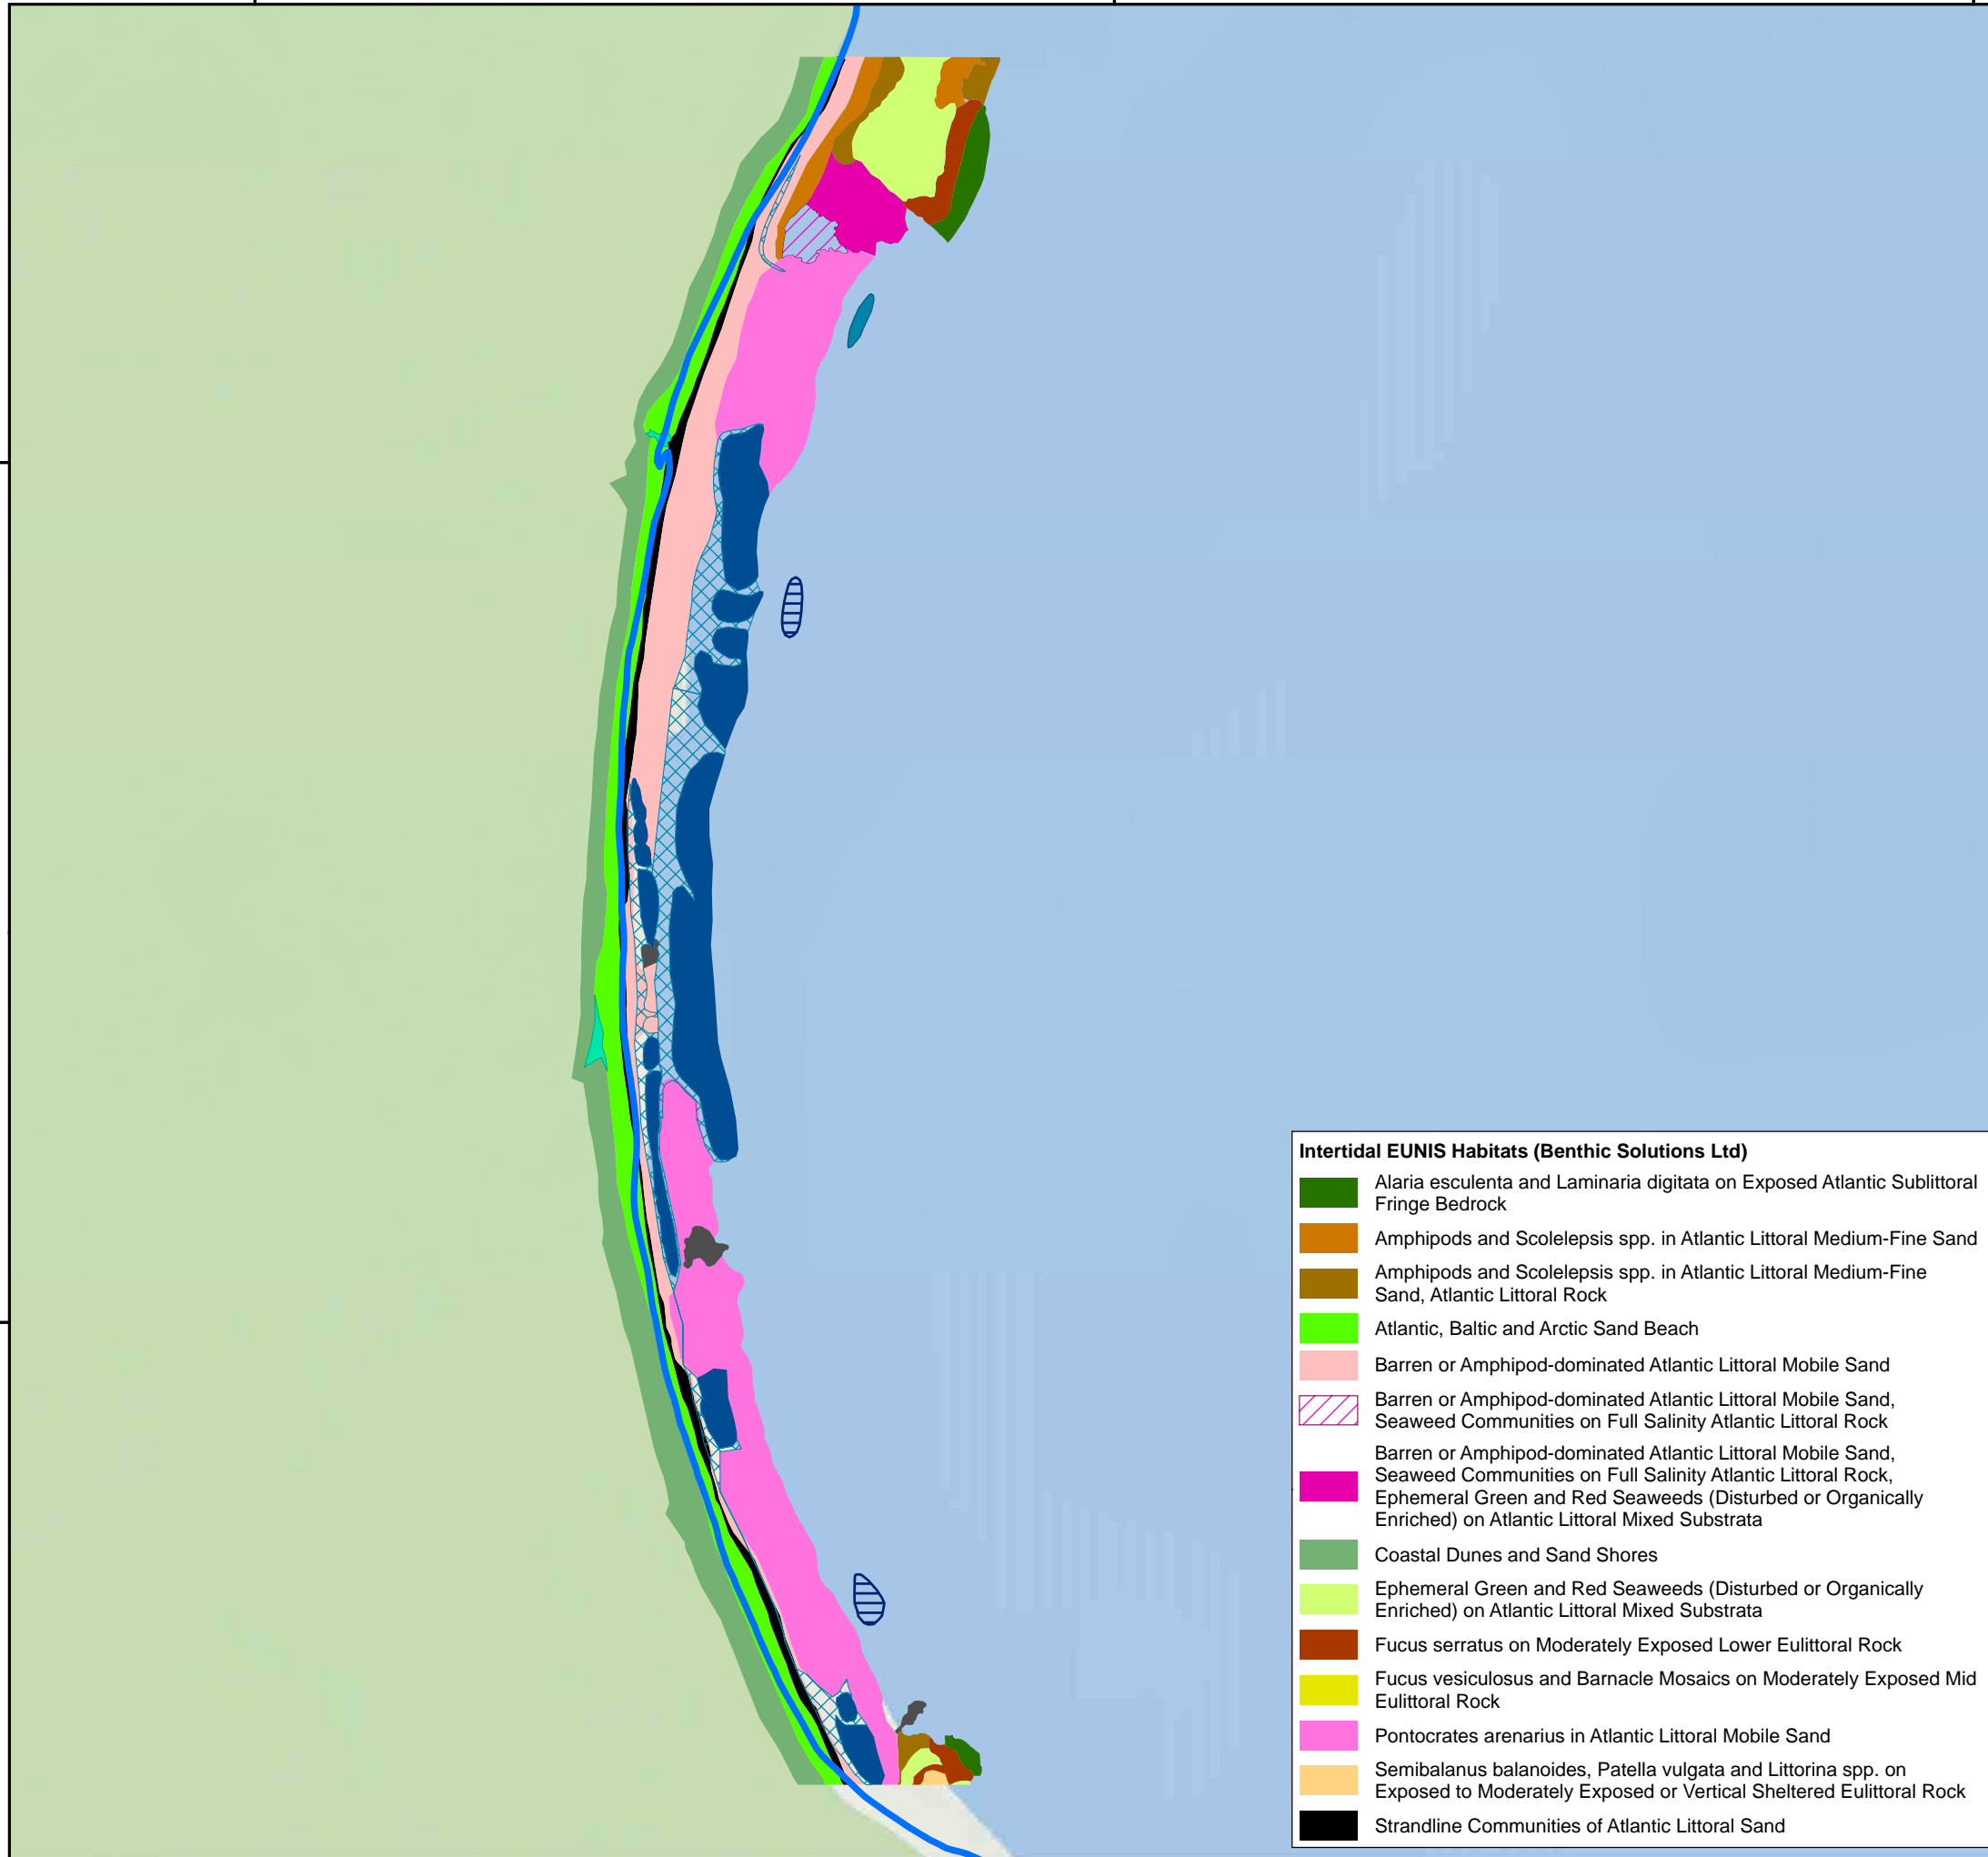 Intertidal EUNIS Habitats (Benthic Solutions Ltd)
Alaria esculenta and Laminaria digitata on Exposed Atlantic Sublittoral
Fringe Bedrock
Amphipods and Scolelepsis spp. in Atlantic Littoral Medium-Fine Sand
Amphipods and Scolelepsis spp. in Atlantic Littoral Medium-Fine
Sand, Atlantic Littoral Rock
Atlantic, Baltic and Arctic Sand Beach
Barren or Amphipod-dominated Atlantic Littoral Mobile Sand
Barren or Amphipod-dominated Atlantic Littoral Mobile Sand,
Seaweed Communities on Full Salinity Atlantic Littoral Rock
Barren or Amphipod-dominated Atlantic Littoral Mobile Sand,
Seaweed Communities on Full Salinity Atlantic Littoral Rock,
Ephemeral Green and Red Seaweeds (Disturbed or Organically
Enriched) on Atlantic Littoral Mixed Substrata
Coastal Dunes and Sand Shores
Ephemeral Green and Red Seaweeds (Disturbed or Organically
Enriched) on Atlantic Littoral Mixed Substrata
Fucus serratus on Moderately Exposed Lower Eulittoral Rock
Fucus vesiculosus and Barnacle Mosaics on Moderately Exposed Mid
Eulittoral Rock
Pontocrates arenarius in Atlantic Littoral Mobile Sand
Semibalanus balanoides, Patella vulgata and Littorina spp. on
Exposed to Moderately Exposed or Vertical Sheltered Eulittoral Rock
Strandline Communities of Atlantic Littoral Sand